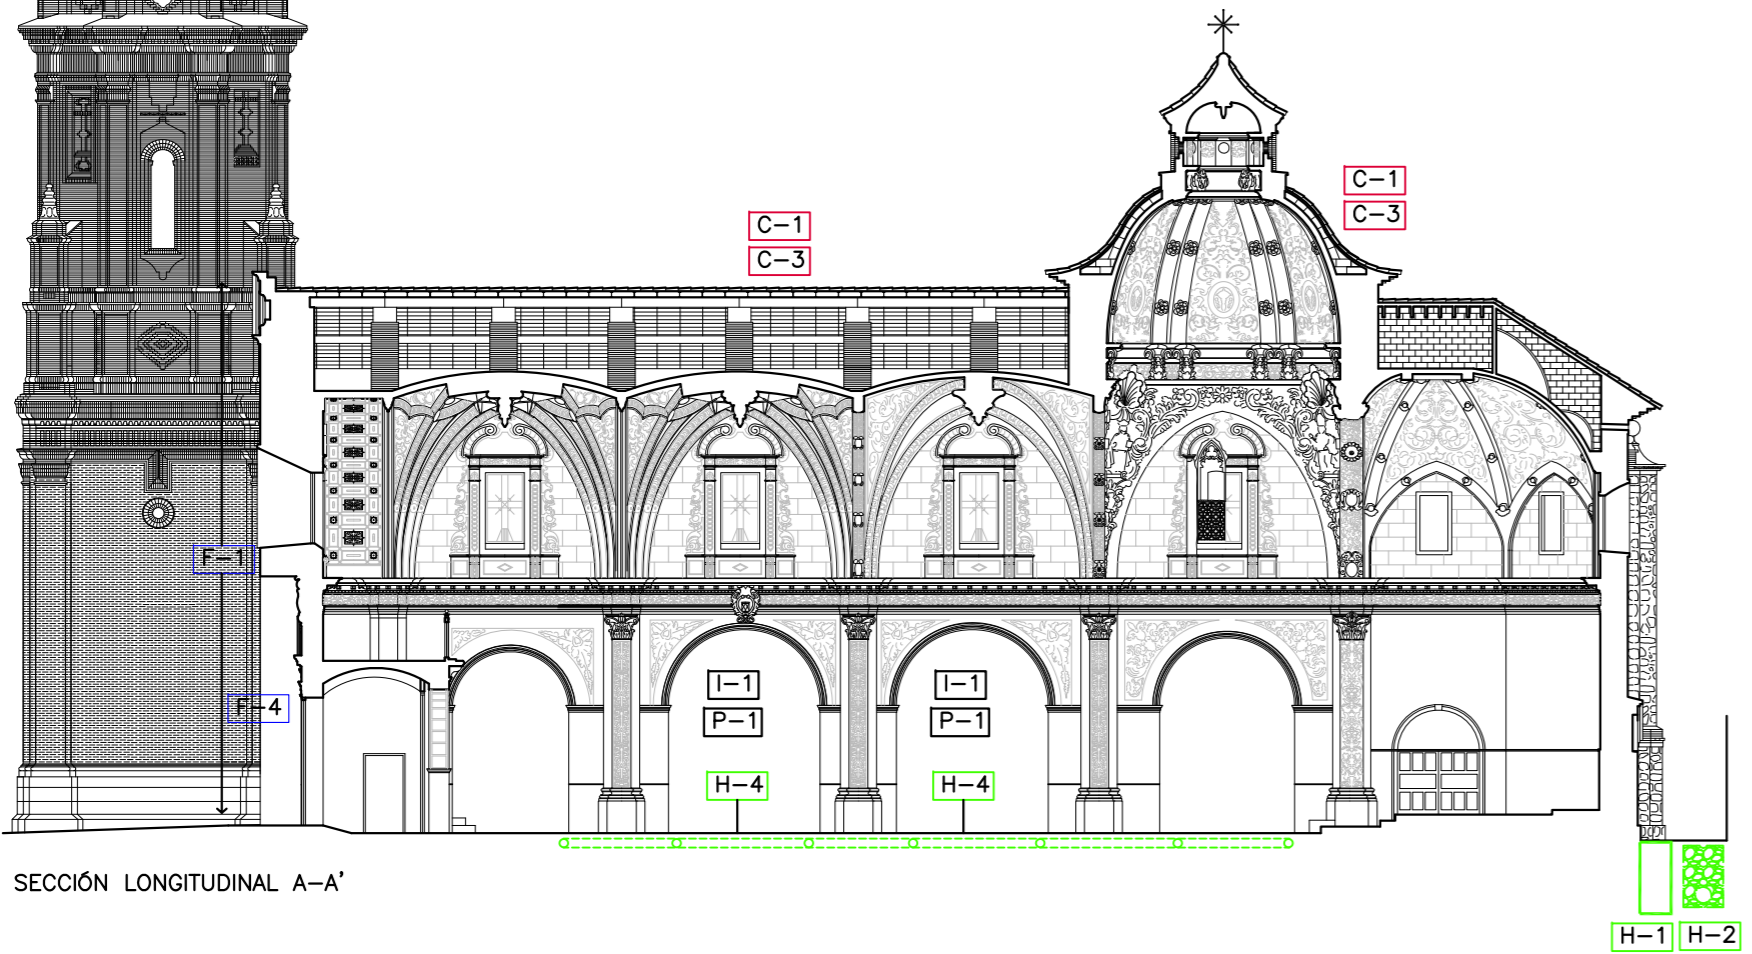 C-1
C-3
C-1
C-3
F-1
F-4
I-1
P-1
I-1
P-1
H-4
H-4
SECCIÓN LONGITUDINAL A-A'
H-1
H-2